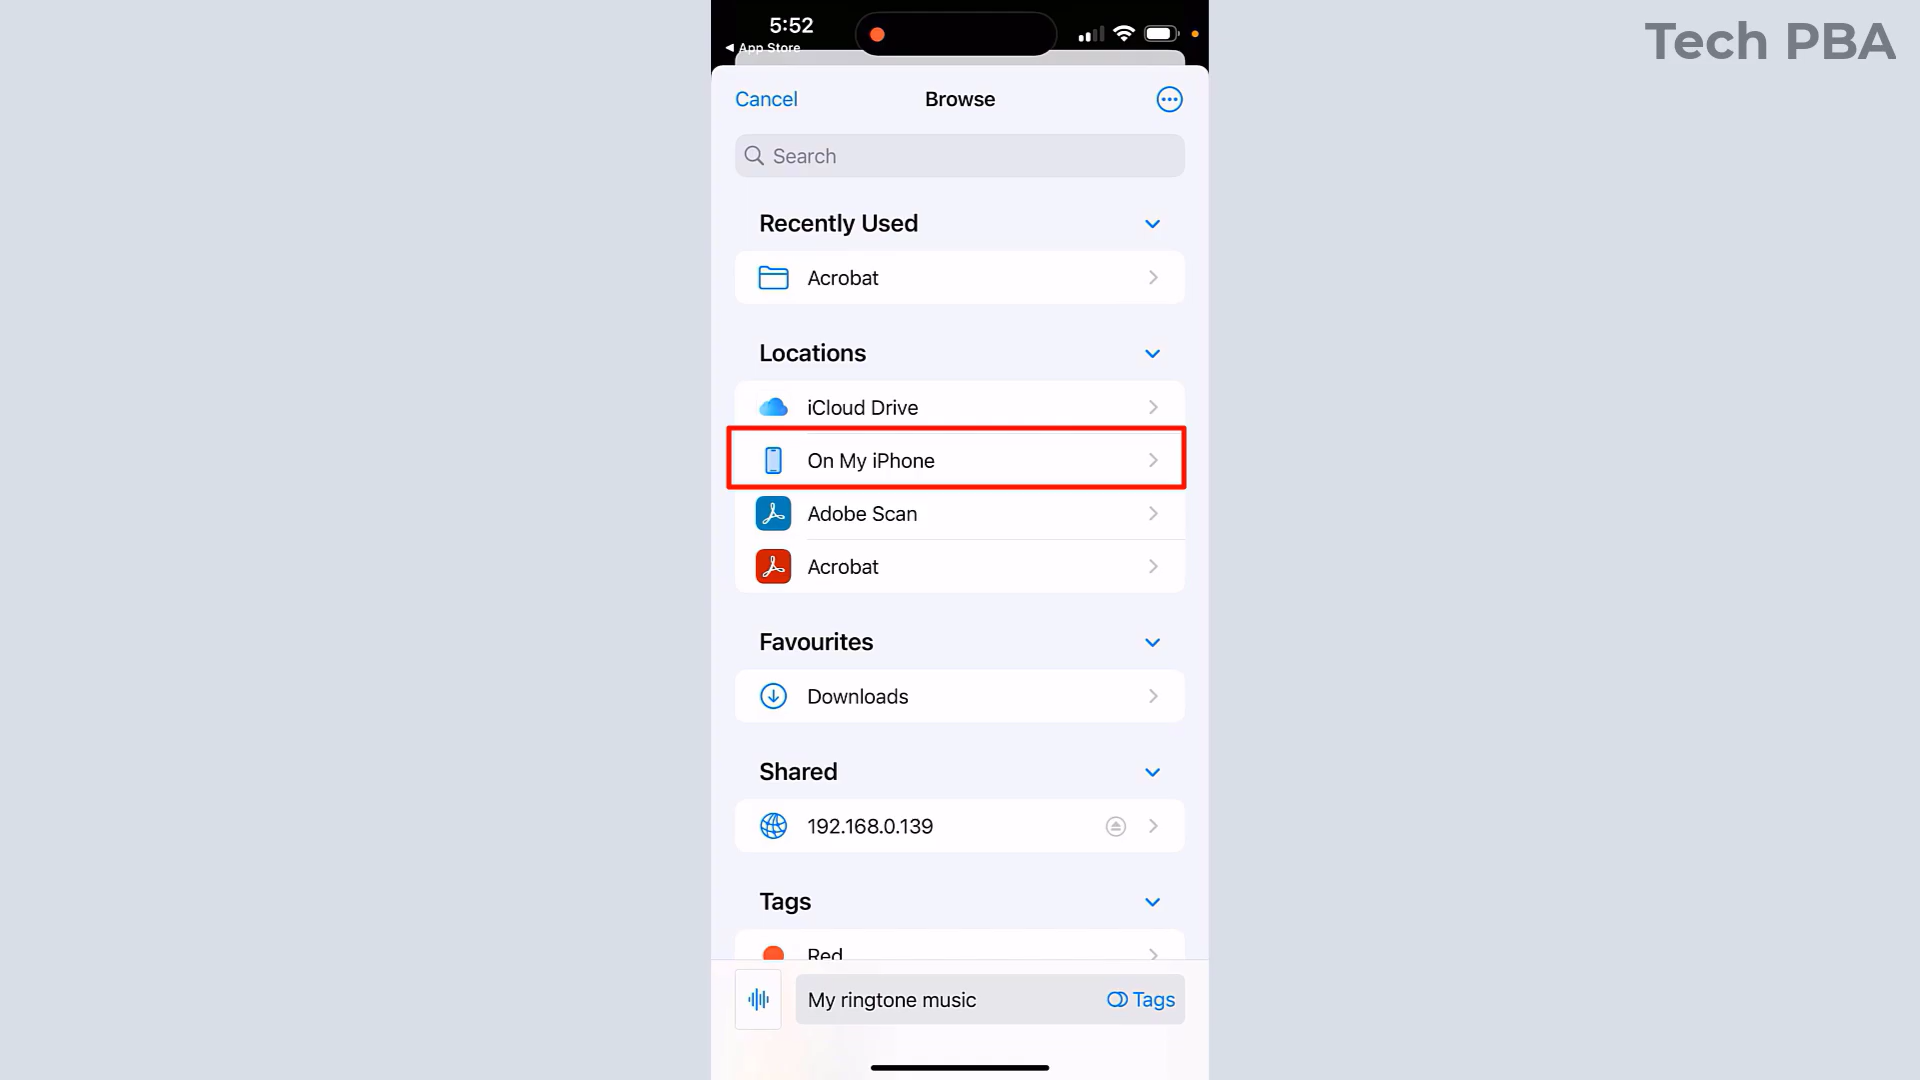 Tech PBA
5:52
◀ App Store
Cancel
Browse
Search
Recently Used
Acrobat
Locations
iCloud Drive
On My iPhone
Adobe Scan
Acrobat
Favourites
Downloads
Shared
192.168.0.139
Tags
Red
My ringtone music
Tags